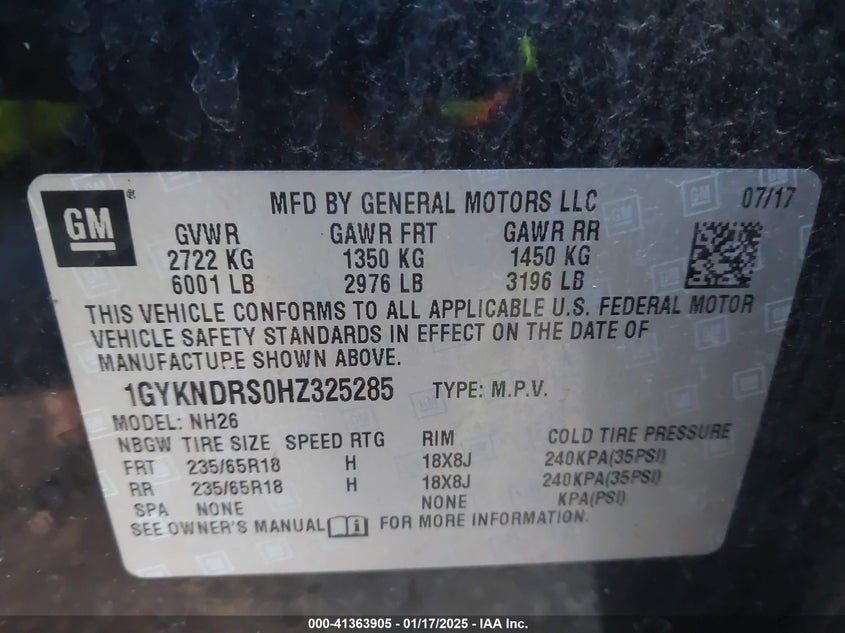 GM ®
MFD BY GENERAL MOTORS LLC 07/17
GVWR GAWR FRT GAWR RR
2722 KG 1350 KG 1450 KG
6001 LB 2976 LB 3196 LB
THIS VEHICLE CONFORMS TO ALL APPLICABLE U.S. FEDERAL MOTOR
VEHICLE SAFETY STANDARDS IN EFFECT ON THE DATE OF
MANUFACTURE SHOWN ABOVE.
1GYKNDRS0HZ325285 TYPE: M.P.V.
MODEL: NH26
NBGW TIRE SIZE SPEED RTG RIM COLD TIRE PRESSURE
FRT 235/65R18 H 18X8J 240KPA(35PSI)
RR 235/65R18 H 18X8J 240KPA(35PSI)
SPA NONE NONE KPA(PSI)
SEE OWNER'S MANUAL FOR MORE INFORMATION.
000-41363905 - 01/17/2025 - IAA Inc.